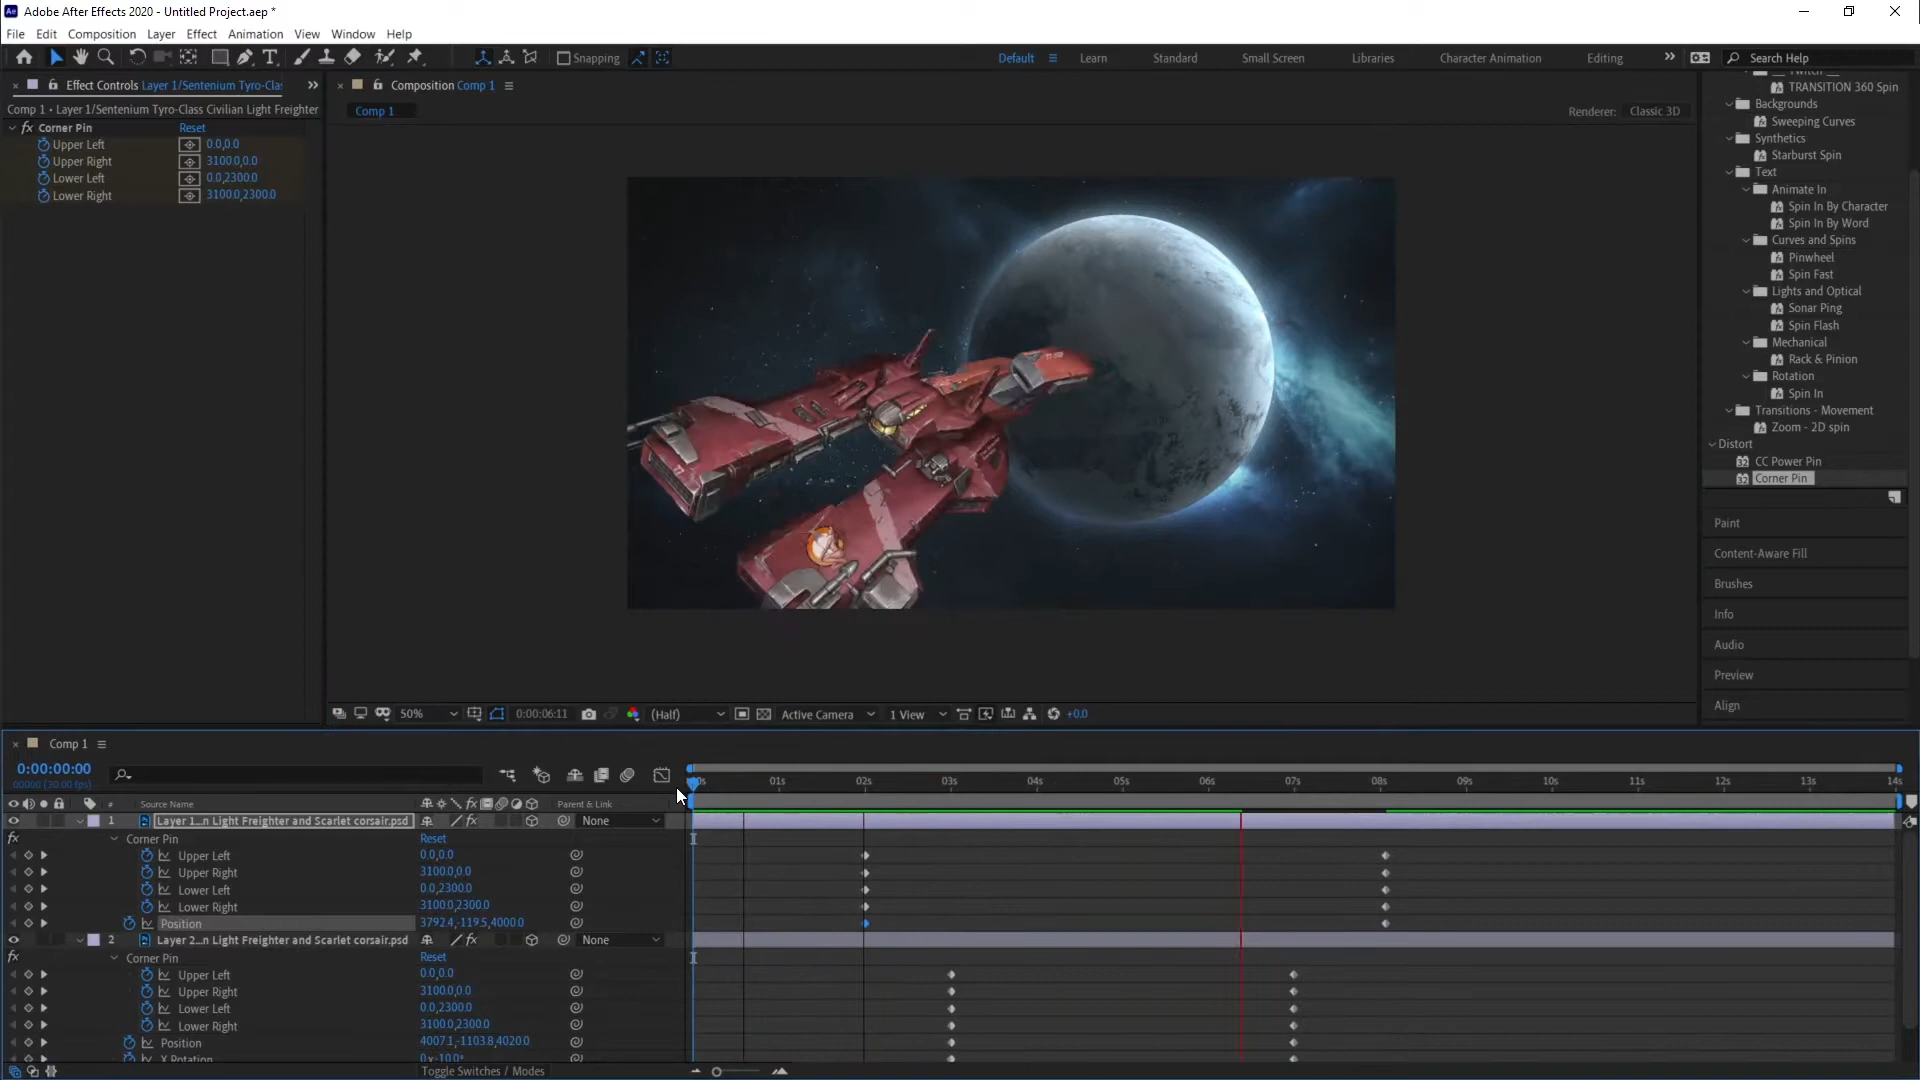 Adobe After Effects 2020 - Untitled Project.aep *
File Edit Composition Layer Effect Animation View Window Help
Snapping
Default Learn Standard Small Screen Libraries Character Animation Editing
Search Help
Effect Controls Layer 1/Sentenium Tyro-Cla
Comp 1 • Layer 1/Sentenium Tyro-Class Civilian Light Freighter
fx Corner Pin Reset
Upper Left 0.0,0.0
Upper Right 3100.0,0.0
Lower Left 0.0,2300.0
Lower Right 3100.0,2300.0
Composition Comp 1
Comp 1
Renderer: Classic 3D
TRANSITION 360 Spin
Backgrounds
Sweeping Curves
Synthetics
Starburst Spin
Text
Animate In
Spin In By Character
Spin In By Word
Curves and Spins
Pinwheel
Spin Fast
Lights and Optical
Sonar Ping
Spin Flash
Mechanical
Rack & Pinion
Rotation
Spin In
Transitions - Movement
Zoom - 2D spin
Distort
CC Power Pin
Corner Pin
Paint
Content-Aware Fill
Brushes
Info
Audio
Preview
Align
50% 0:00:06:11 (Half) Active Camera 1 View +0.0
Comp 1
0:00:00:00
00000 (30.00 fps)
# Source Name Parent & Link
01s 02s 03s 04s 05s 06s 07s 08s 09s 10s 11s 12s 13s 14s
1 Layer 1...n Light Freighter and Scarlet corsair.psd fx None
fx Corner Pin Reset
Upper Left 0.0,0.0
Upper Right 3100.0,0.0
Lower Left 0.0,2300.0
Lower Right 3100.0,2300.0
Position 3792.4,-119.5,4000.0
2 Layer 2...n Light Freighter and Scarlet corsair.psd fx None
fx Corner Pin Reset
Upper Left 0.0,0.0
Upper Right 3100.0,0.0
Lower Left 0.0,2300.0
Lower Right 3100.0,2300.0
Position 4007.1,-1103.8,4020.0
X Rotation 0x-10.0°
Toggle Switches / Modes